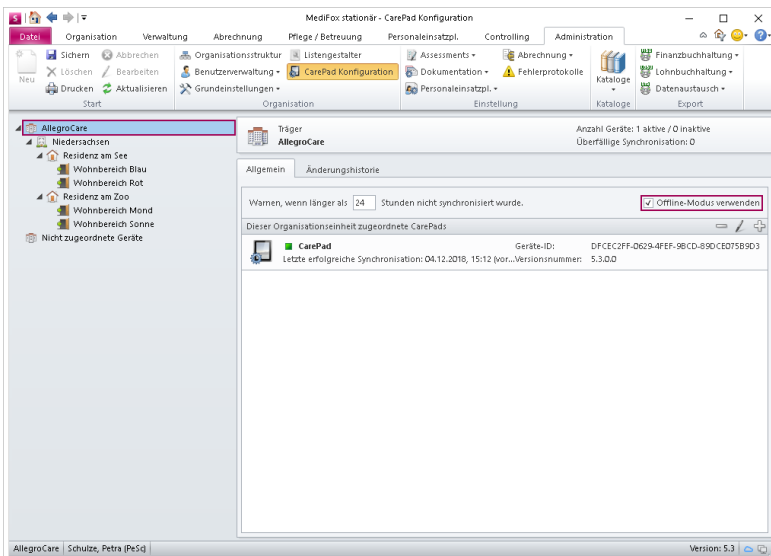 MediFox stationär - CarePad Konfiguration
Datei Organisation Verwaltung Abrechnung Pflege / Betreuung Personaleinsatzpl. Controlling Administration
Neu
Sichern Abbrechen
Löschen Bearbeiten
Drucken Aktualisieren
Start
Organisationsstruktur Listengestalter
Benutzerverwaltung CarePad Konfiguration
Grundeinstellungen
Organisation
Assessments Abrechnung
Dokumentation Fehlerprotokolle
Personaleinsatzpl.
Einstellung
Kataloge
Kataloge
Finanzbuchhaltung
Lohnbuchhaltung
Datenaustausch
Export
AllegroCare
Niedersachsen
Residenz am See
Wohnbereich Blau
Wohnbereich Rot
Residenz am Zoo
Wohnbereich Mond
Wohnbereich Sonne
Nicht zugeordnete Geräte
Träger
AllegroCare
Anzahl Geräte: 1 aktive / 0 inaktive
Überfällige Synchronisation: 0
Allgemein Änderungshistorie
Warnen, wenn länger als 24 Stunden nicht synchronisiert wurde. Offline-Modus verwenden
Dieser Organisationseinheit zugeordnete CarePads
CarePad Geräte-ID: DFCEC2FF-0629-4FEF-9BCD-89DCE075B9D3
Letzte erfolgreiche Synchronisation: 04.12.2018, 15:12 (vor... Versionsnummer: 5.3.0.0
AllegroCare Schulze, Petra (PeSc) Version: 5.3